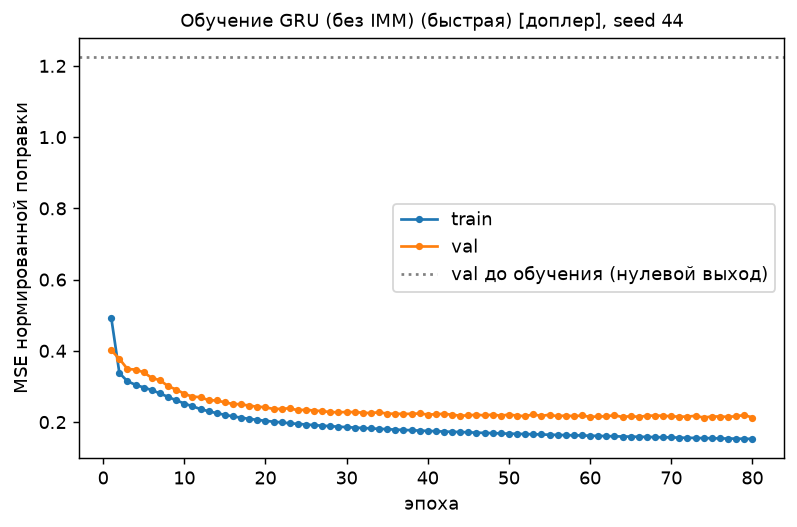 Обучение GRU (без IMM) (быстрая) [доплер], seed 44
MSE нормированной поправки
1.2
1.0
0.8
0.6
0.4
0.2
train
val
val до обучения (нулевой выход)
0 10 20 30 40 50 60 70 80
эпоха